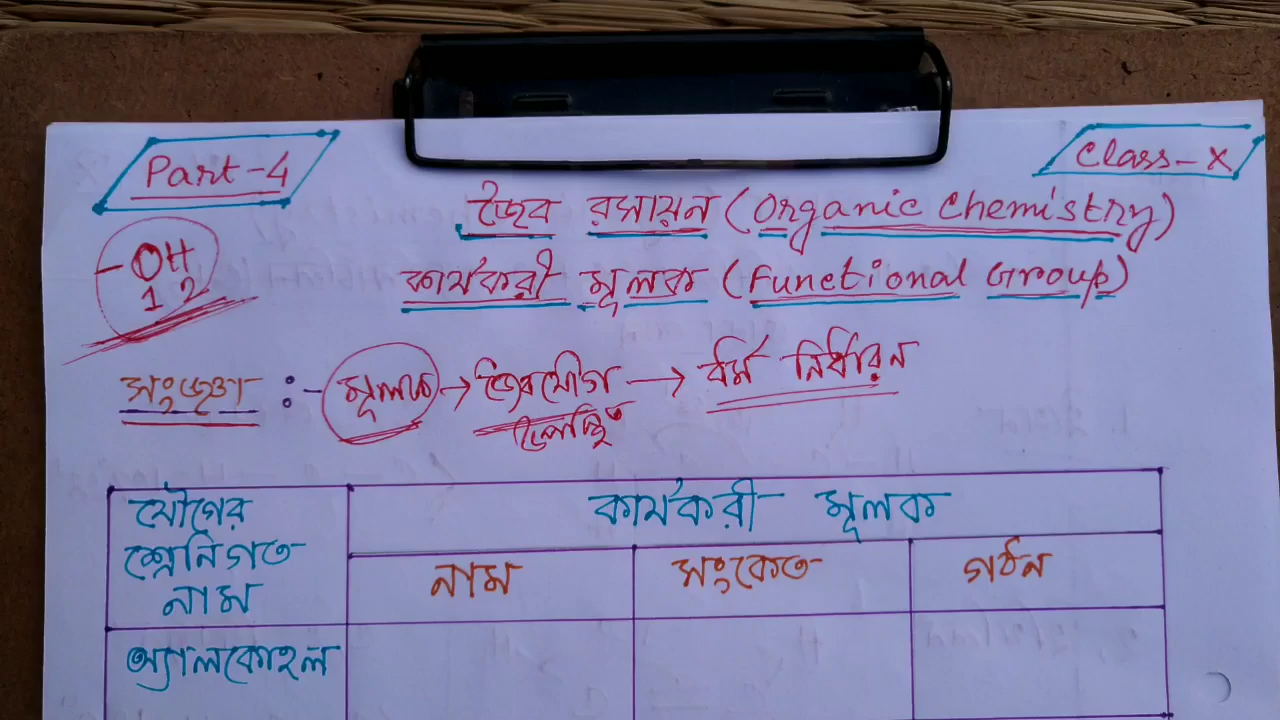 Part-4
Class-X
জৈব রসায়ন (Organic Chemistry)
কার্যকরী মূলক (Functional Group)
-OH
1 2
সংজ্ঞা :- মূলক → জৈবযৌগ → ধর্ম নির্ধারন
যৌগের
শ্রেনিগত
নাম
কার্যকরী মূলক
নাম
সংকেত
গঠন
অ্যালকোহল